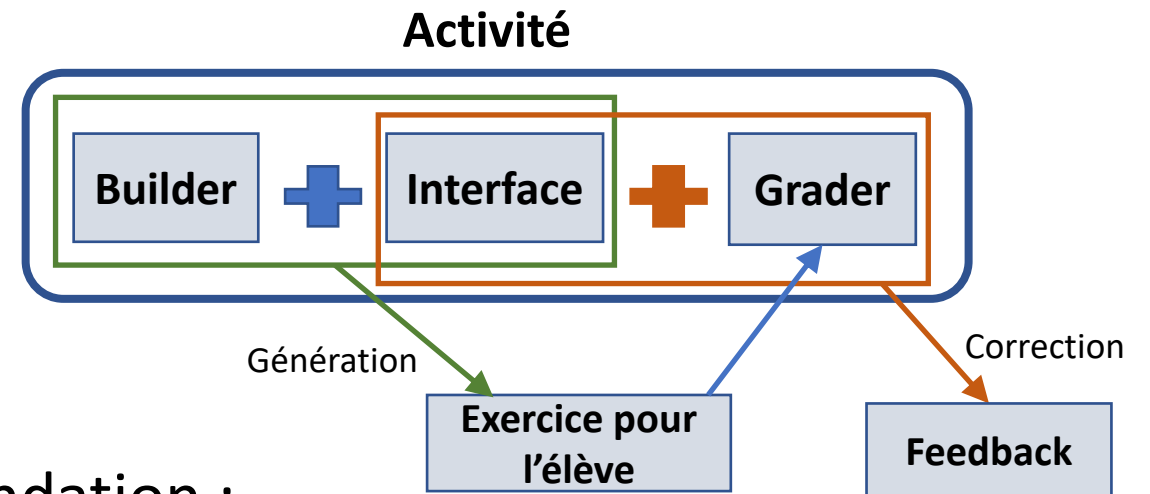 Activité
Builder
Interface
Grader
Génération
Correction
Exercice pour
l’élève
Feedback